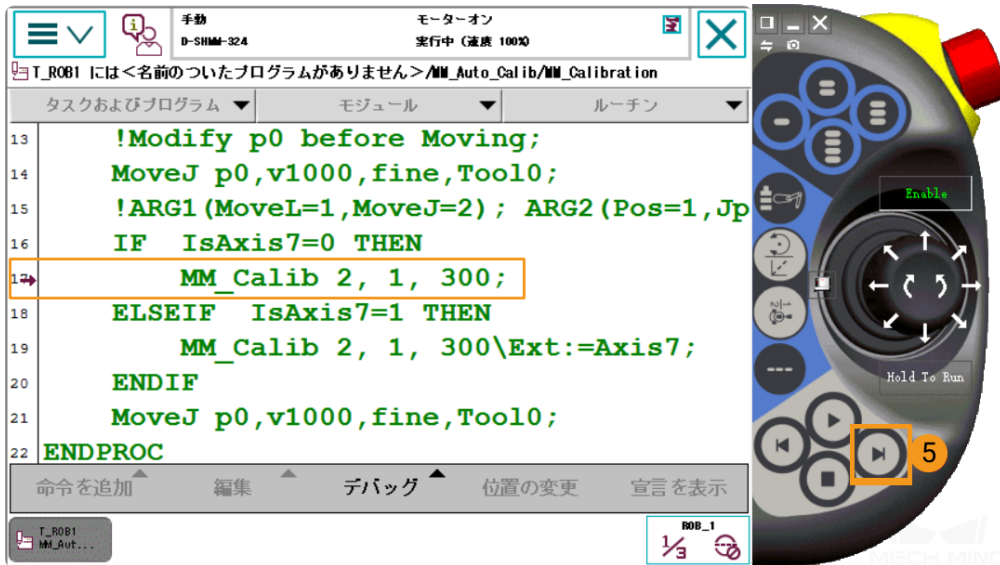 手動
D-SHMM-324
モーターオン
実行中 (速度 100%)
T_ROB1 には<名前のついたプログラムがありません>/MM_Auto_Calib/MM_Calibration
タスクおよびプログラム
モジュール
ルーチン
13 !Modify p0 before Moving;
14 MoveJ p0,v1000,fine,Tool0;
15 !ARG1(MoveL=1,MoveJ=2); ARG2(Pos=1,Jp
16 IF IsAxis7=0 THEN
17 MM_Calib 2, 1, 300;
18 ELSEIF IsAxis7=1 THEN
19 MM_Calib 2, 1, 300\Ext:=Axis7;
20 ENDIF
21 MoveJ p0,v1000,fine,Tool0;
22 ENDPROC
命令を追加
編集
デバッグ
位置の変更
宣言を表示
T_ROB1
MM_Aut...
ROB_1
1/3
Enable
Hold To Run
5
MECH MIND